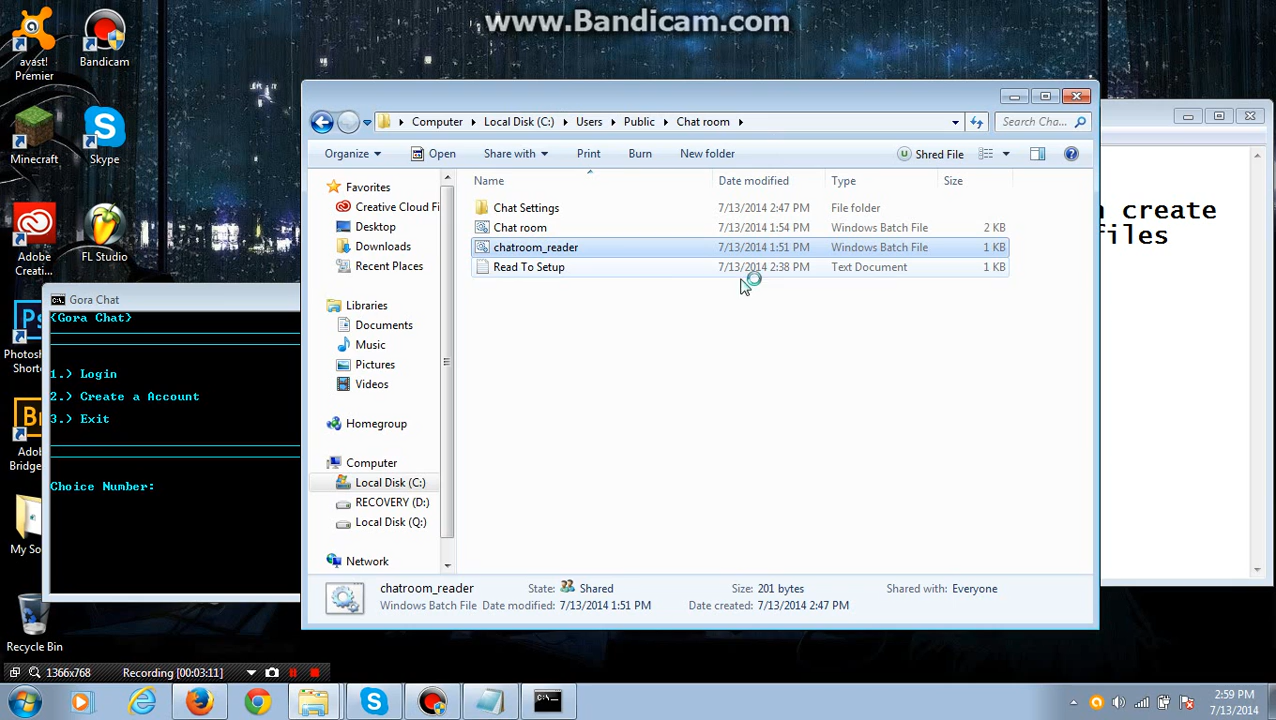 www.Bandicam.com
avast!
Premier
Bandicam
Minecraft
Skype
Adobe
Creati...
FL Studio
Photosh
Shortc
Adob
Bridge
My So
Recycle Bin
Gora Chat
{Gora Chat}
1.) Login
2.) Create a Account
3.) Exit
Choice Number:
Computer
Local Disk (C:)
Users
Public
Chat room
Search Cha...
Organize
Open
Share with
Print
Burn
New folder
Shred File
Name
Date modified
Type
Size
Chat Settings 7/13/2014 2:47 PM File folder
Chat room 7/13/2014 1:54 PM Windows Batch File 2 KB
chatroom_reader 7/13/2014 1:51 PM Windows Batch File 1 KB
Read To Setup 7/13/2014 2:38 PM Text Document 1 KB
Favorites
Creative Cloud Fi
Desktop
Downloads
Recent Places
Libraries
Documents
Music
Pictures
Videos
Homegroup
Computer
Local Disk (C:)
RECOVERY (D:)
Local Disk (Q:)
Network
chatroom_reader State: Shared Size: 201 bytes Shared with: Everyone
Windows Batch File Date modified: 7/13/2014 1:51 PM Date created: 7/13/2014 2:47 PM
create
files
1366x768
Recording [00:03:11]
2:59 PM
7/13/2014